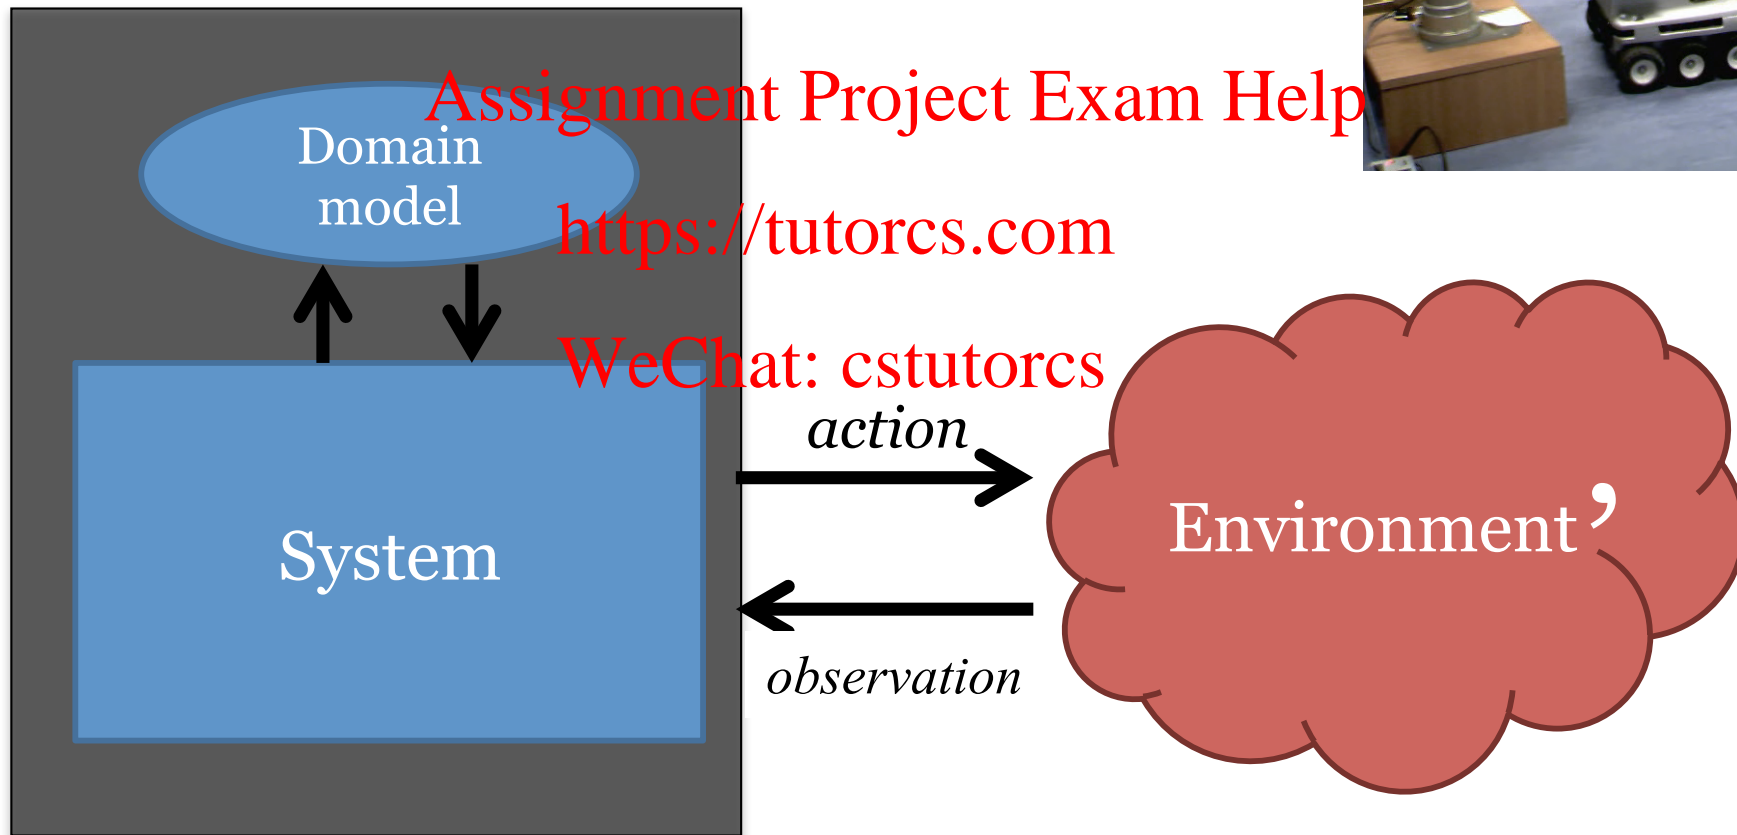 Assignment Project Exam Help
Domain
model
https://tutorcs.com
WeChat: cstutorcs
action
Environment’
System
observation